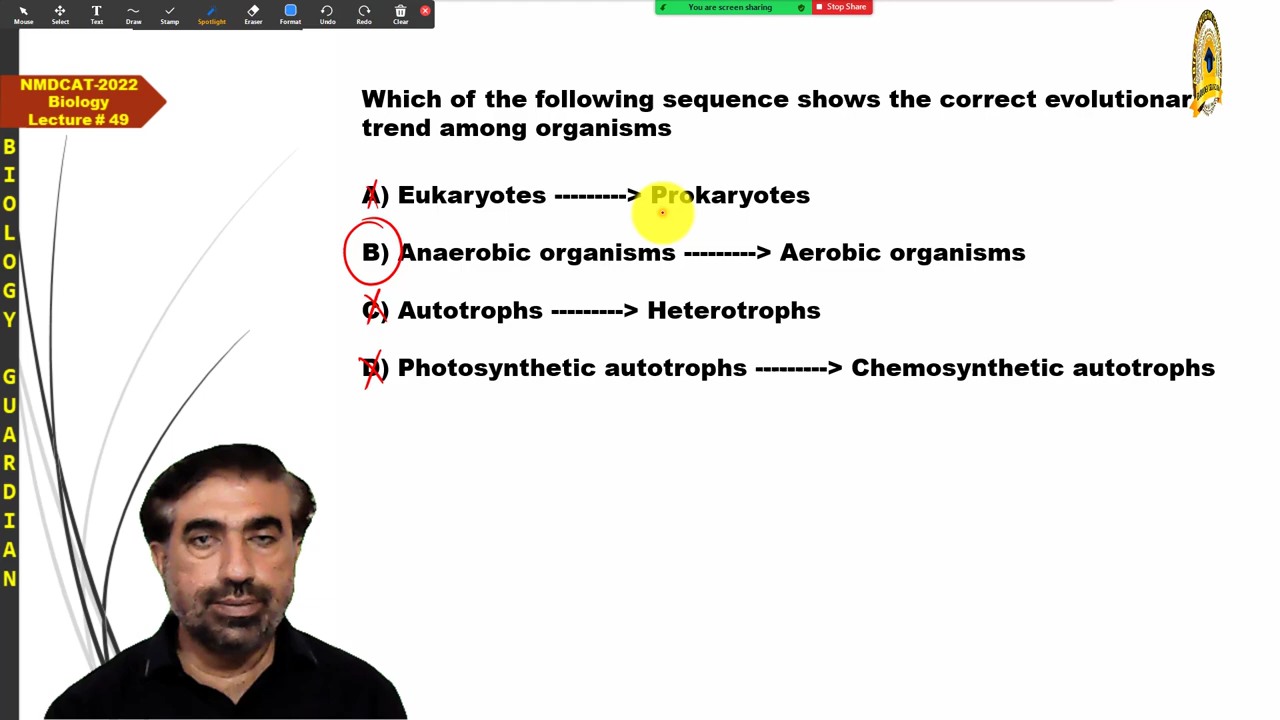 Mouse Select Text Draw Stamp Spotlight Eraser Format Undo Redo Clear
You are screen sharing Stop Share
NMDCAT-2022
Biology
Lecture # 49
BIOLOGY GUARDIAN
Which of the following sequence shows the correct evolutionar
trend among organisms
A) Eukaryotes ---------> Prokaryotes
B) Anaerobic organisms ---------> Aerobic organisms
C) Autotrophs ---------> Heterotrophs
D) Photosynthetic autotrophs ---------> Chemosynthetic autotrophs